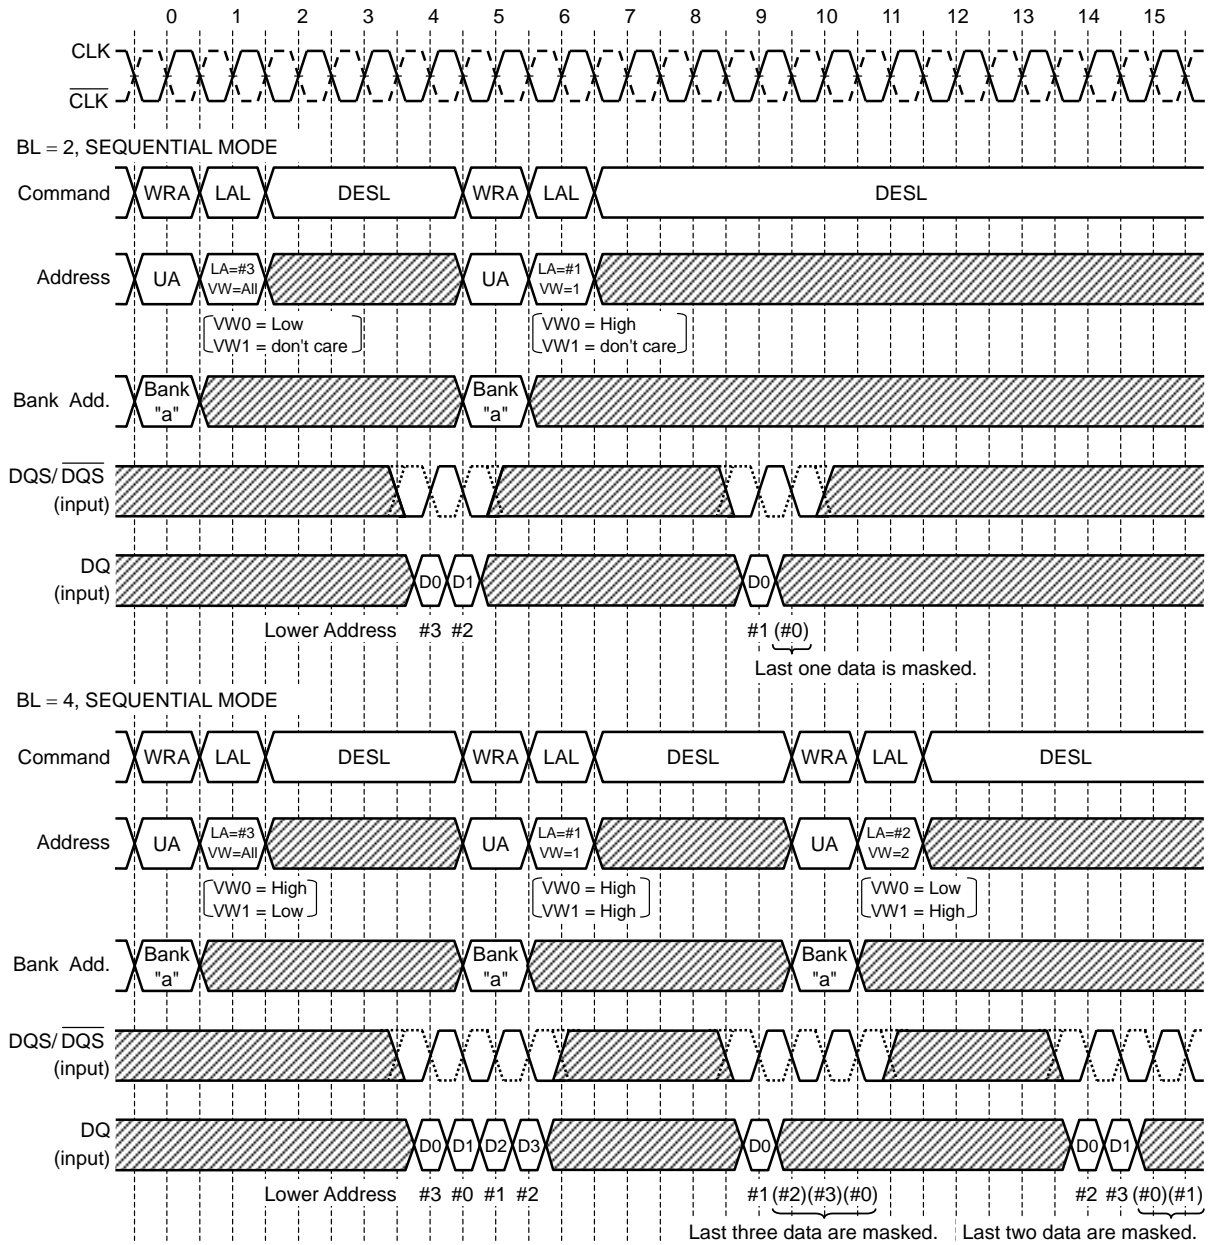 0 1 2 3 4 5 6 7 8 9 10 11 12 13 14 15
CLK
CLK
BL = 2, SEQUENTIAL MODE
Command WRA LAL DESL WRA LAL DESL
Address UA LA=#3 VW=All UA LA=#1 VW=1
VW0 = Low VW0 = High
VW1 = don't care VW1 = don't care
Bank Add. Bank "a" Bank "a"
DQS/ DQS
(input)
DQ
(input) D0 D1 D0
Lower Address #3 #2 #1 (#0)
Last one data is masked.
BL = 4, SEQUENTIAL MODE
Command WRA LAL DESL WRA LAL DESL WRA LAL DESL
Address UA LA=#3 VW=All UA LA=#1 VW=1 UA LA=#2 VW=2
VW0 = High VW0 = High VW0 = Low
VW1 = Low VW1 = High VW1 = High
Bank Add. Bank "a" Bank "a" Bank "a"
DQS/ DQS
(input)
DQ
(input) D0 D1 D2 D3 D0 D0 D1
Lower Address #3 #0 #1 #2 #1 (#2)(#3)(#0) #2 #3 (#0)(#1)
Last three data are masked. Last two data are masked.